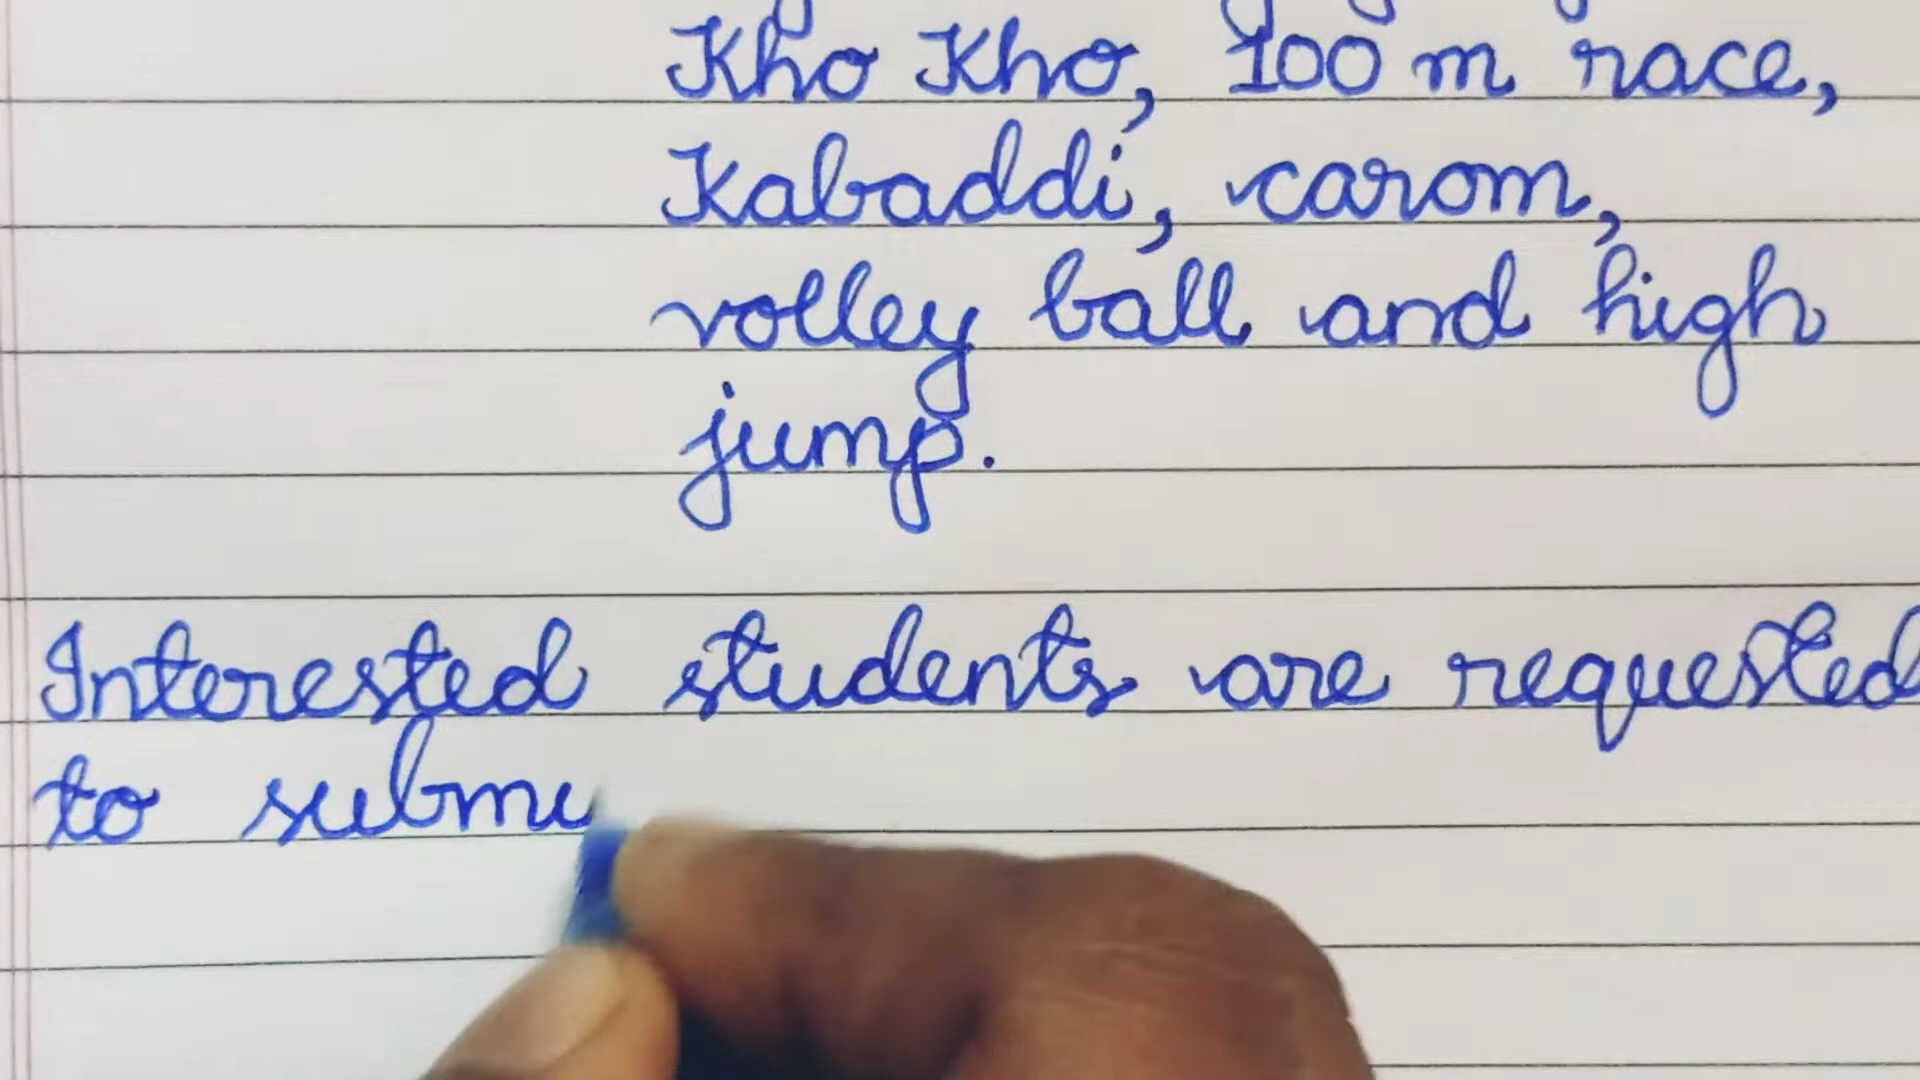 Kho Kho, 100 m race,
Kabaddi, carom,
volley ball and high
jump.
Interested students are requested
to submi